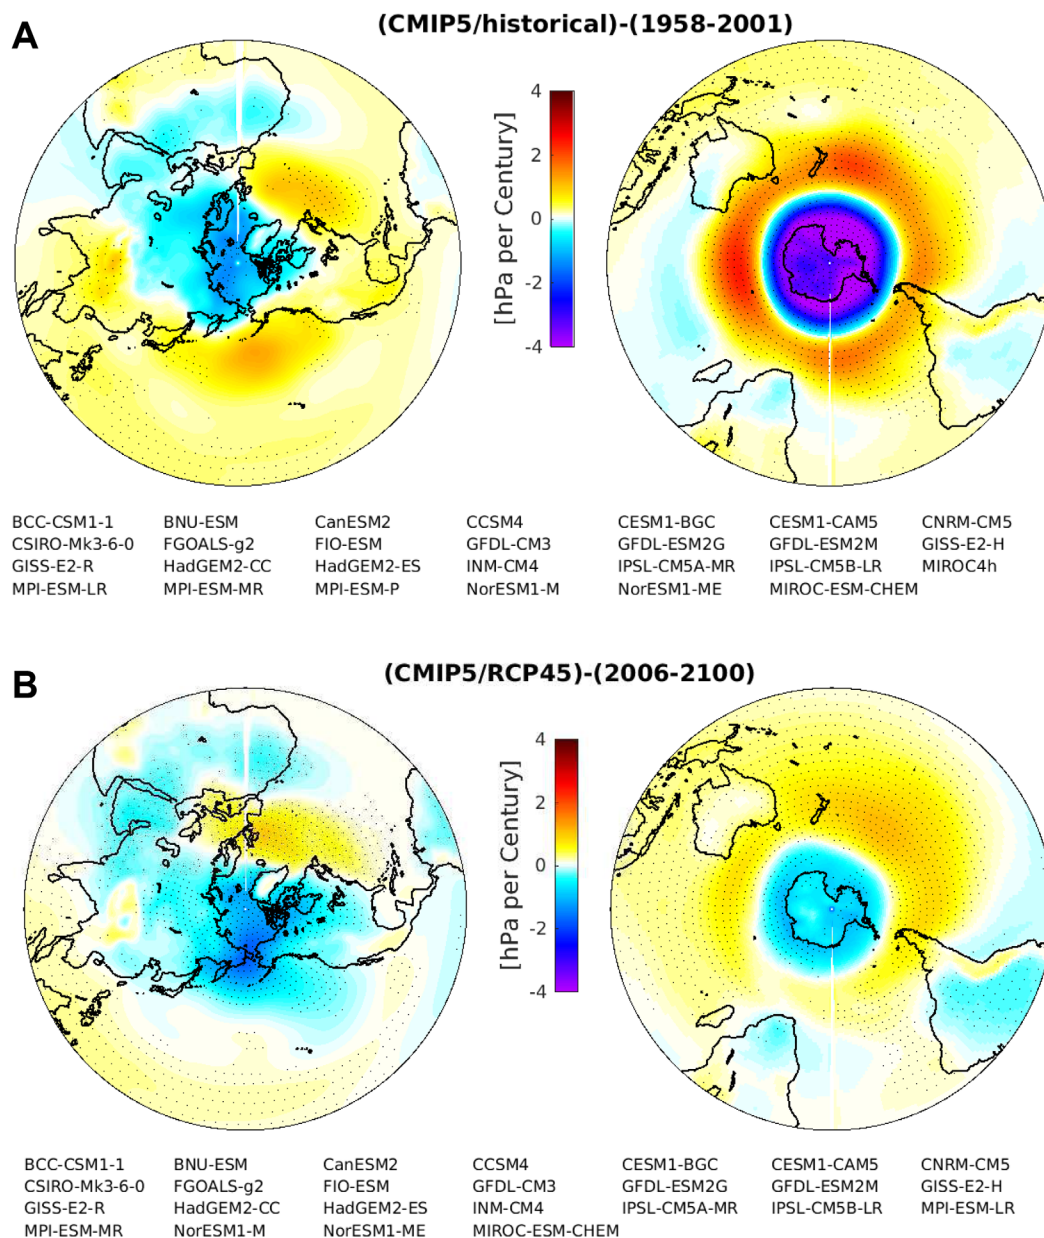 A
(CMIP5/historical)-(1958-2001)
[hPa per Century]
4
2
0
-2
-4
BCC-CSM1-1 BNU-ESM CanESM2 CCSM4 CESM1-BGC CESM1-CAM5 CNRM-CM5
CSIRO-Mk3-6-0 FGOALS-g2 FIO-ESM GFDL-CM3 GFDL-ESM2G GFDL-ESM2M GISS-E2-H
GISS-E2-R HadGEM2-CC HadGEM2-ES INM-CM4 IPSL-CM5A-MR IPSL-CM5B-LR MIROC4h
MPI-ESM-LR MPI-ESM-MR MPI-ESM-P NorESM1-M NorESM1-ME MIROC-ESM-CHEM
B
(CMIP5/RCP45)-(2006-2100)
[hPa per Century]
4
2
0
-2
-4
BCC-CSM1-1 BNU-ESM CanESM2 CCSM4 CESM1-BGC CESM1-CAM5 CNRM-CM5
CSIRO-Mk3-6-0 FGOALS-g2 FIO-ESM GFDL-CM3 GFDL-ESM2G GFDL-ESM2M GISS-E2-H
GISS-E2-R HadGEM2-CC HadGEM2-ES INM-CM4 IPSL-CM5A-MR IPSL-CM5B-LR MPI-ESM-LR
MPI-ESM-MR NorESM1-M NorESM1-ME MIROC-ESM-CHEM